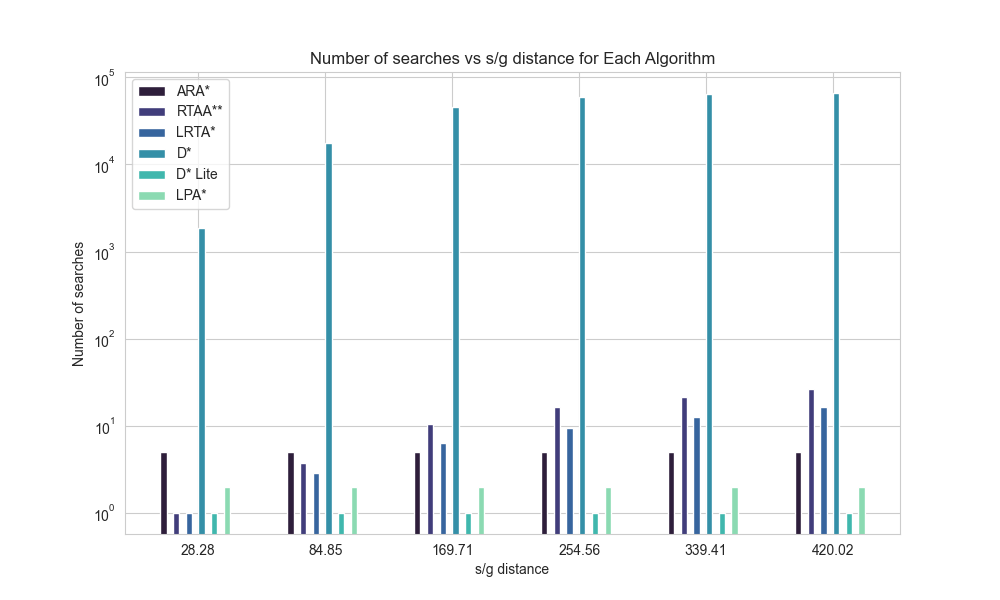 Number of searches vs s/g distance for Each Algorithm
ARA*
RTAA**
LRTA*
D*
D* Lite
LPA*
Number of searches
10^5
10^4
10^3
10^2
10^1
10^0
28.28 84.85 169.71 254.56 339.41 420.02
s/g distance